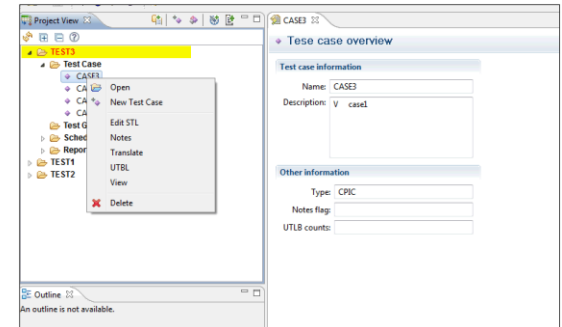 Project View
CASE3
Tese case overview
TEST3
Test Case
CASE3
CA
CA
CA
Test G
Sched
Repor
TEST1
TEST2
Open
New Test Case
Edit STL
Notes
Translate
UTBL
View
Delete
Test case information
Name: CASE3
Description: V case1
Other information
Type: CPIC
Notes flag:
UTLB counts:
Outline
An outline is not available.